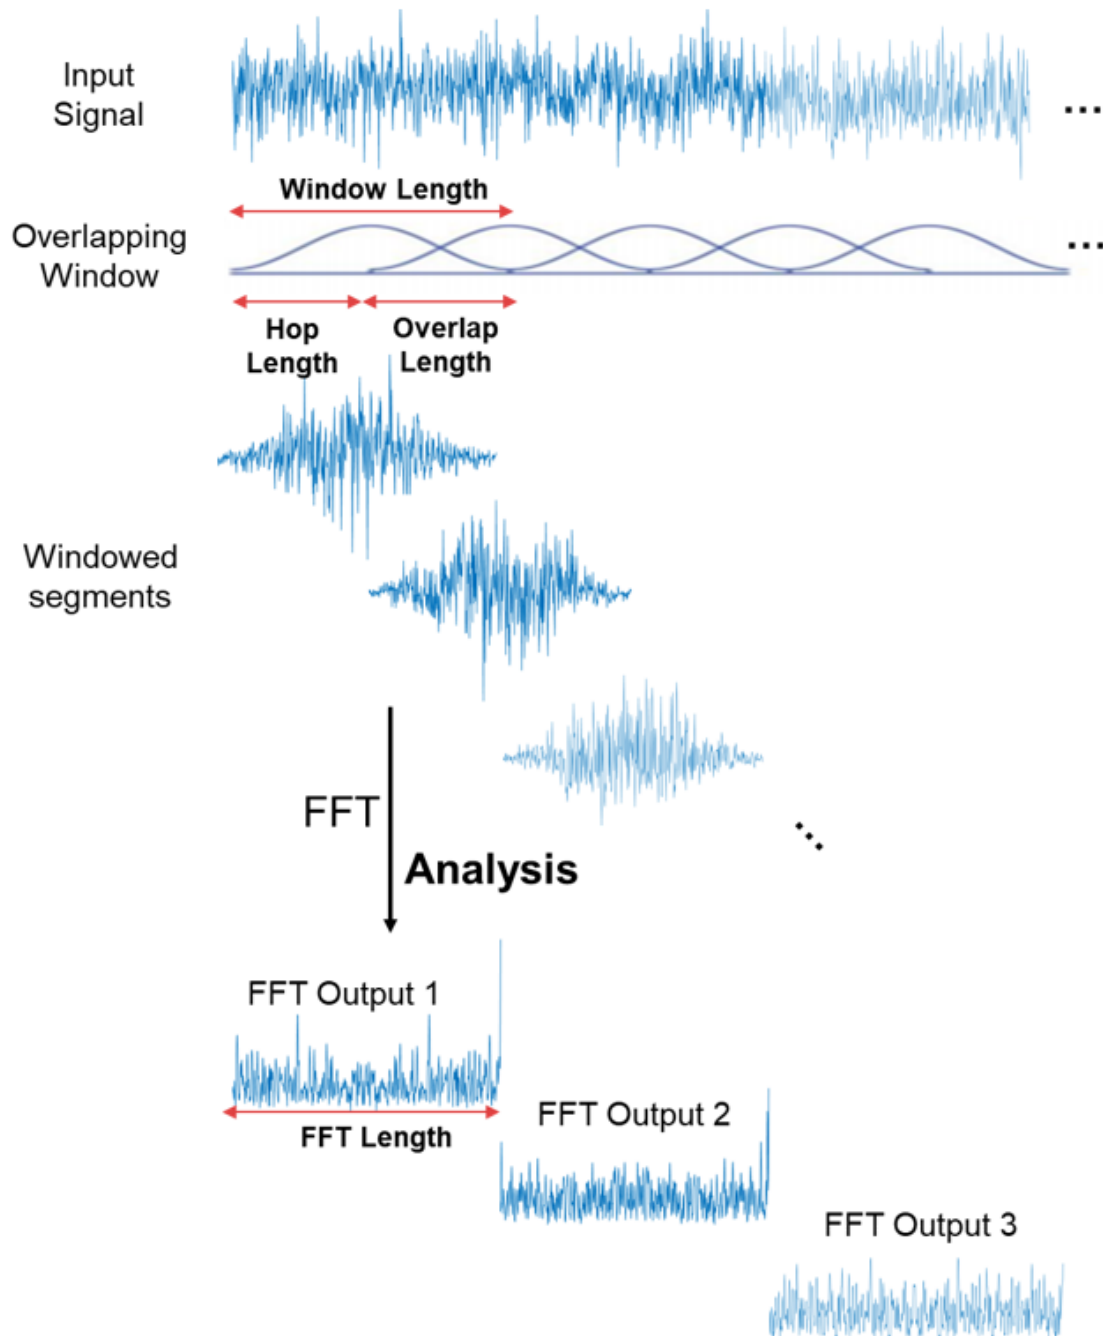 Input
Signal
...
Window Length
Overlapping
Window
...
Hop
Length
Overlap
Length
Windowed
segments
...
FFT
Analysis
FFT Output 1
FFT Length
FFT Output 2
FFT Output 3